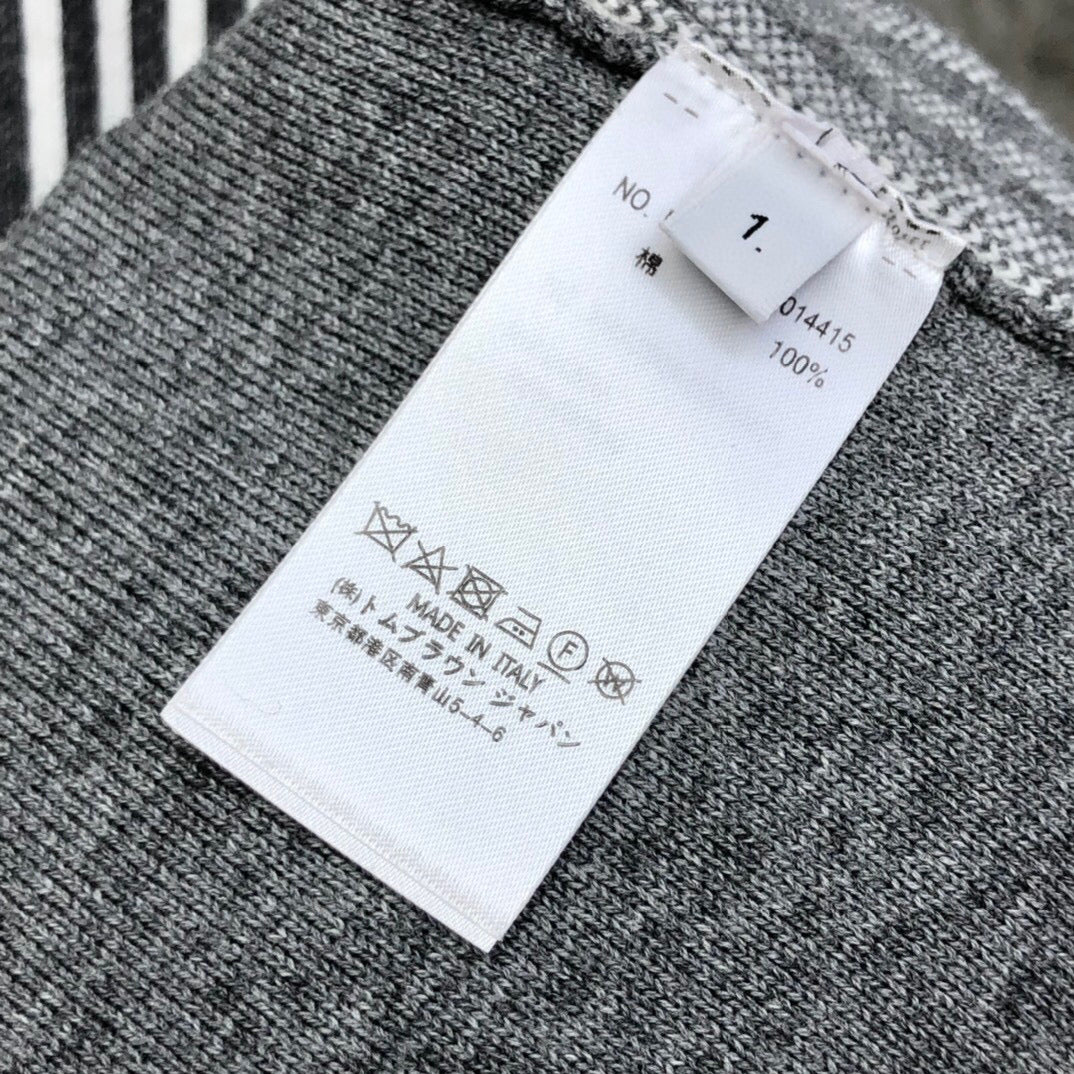 1.
NO. 014415
棉 100%
F
MADE IN ITALY
(株)トムブラウン ジャパン
東京都港区南青山5-4-6